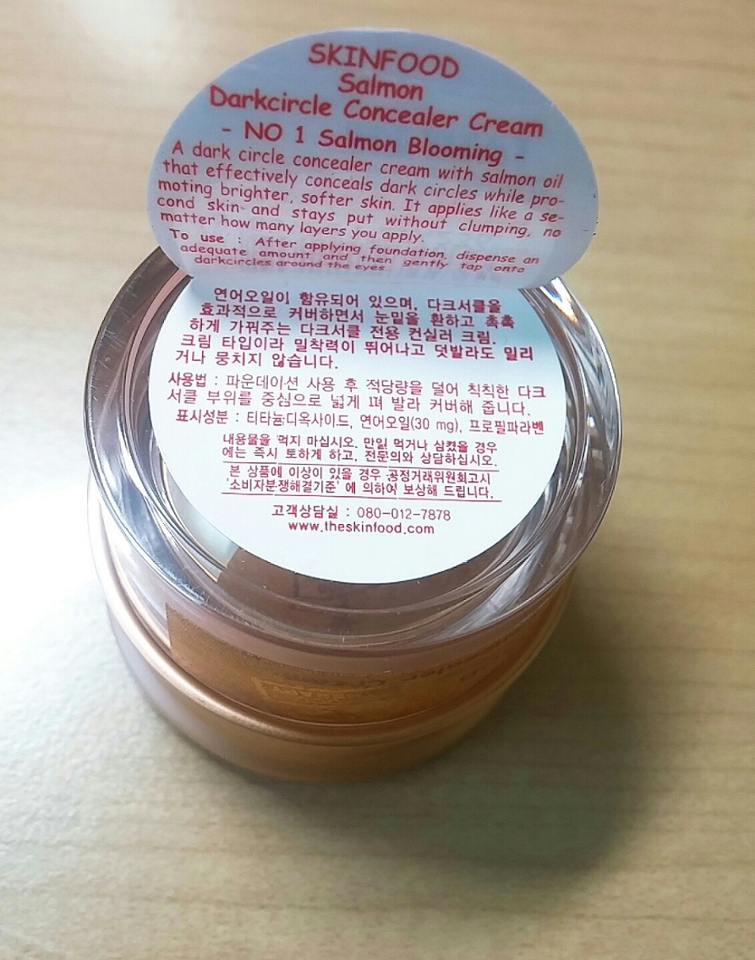 SKINFOOD
Salmon
Darkcircle Concealer Cream
- NO 1 Salmon Blooming -
A dark circle concealer cream with salmon oil
that effectively conceals dark circles while pro-
moting brighter, softer skin. It applies like a se-
cond skin and stays put without clumping, no
matter how many layers you apply.
To use : After applying foundation, dispense an
adequate amount and then gently tap onto
darkcircles around the eyes
연어오일이 함유되어 있으며, 다크서클을
효과적으로 커버하면서 눈밑을 환하고 촉촉
하게 가꿔주는 다크서클 전용 컨실러 크림.
크림 타입이라 밀착력이 뛰어나고 덧발라도 밀리
거나 뭉치지 않습니다.
사용법 : 파운데이션 사용 후 적당량을 덜어 칙칙한 다크
서클 부위를 중심으로 넓게 펴 발라 커버해 줍니다.
표시성분 : 티타늄디옥사이드, 연어오일(30 mg), 프로필파라벤
내용물을 먹지 마십시오. 만일 먹거나 삼켰을 경우
에는 즉시 토하게 하고, 전문의와 상담하십시오.
본 상품에 이상이 있을 경우 공정거래위원회고시
'소비자분쟁해결기준' 에 의하여 보상해 드립니다.
고객상담실 : 080-012-7878
www.theskinfood.com